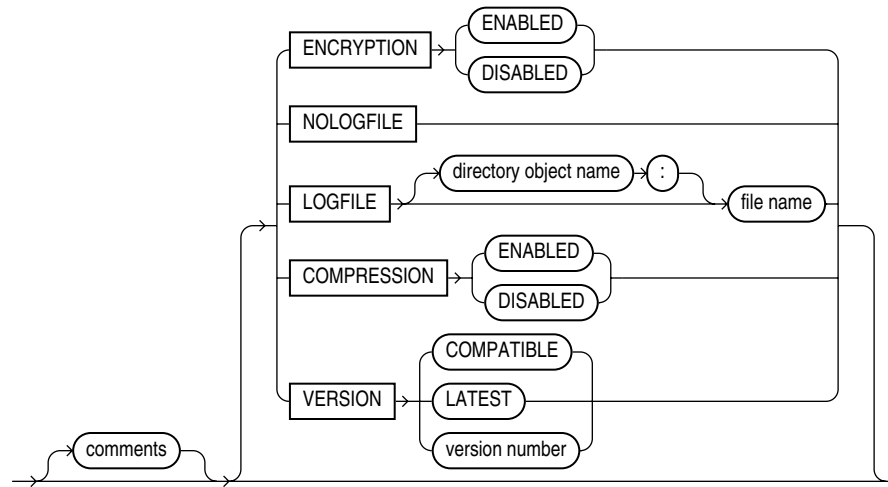 ENCRYPTION
ENABLED
DISABLED
NOLOGFILE
LOGFILE
directory object name
:
file name
COMPRESSION
ENABLED
DISABLED
VERSION
COMPATIBLE
LATEST
version number
comments